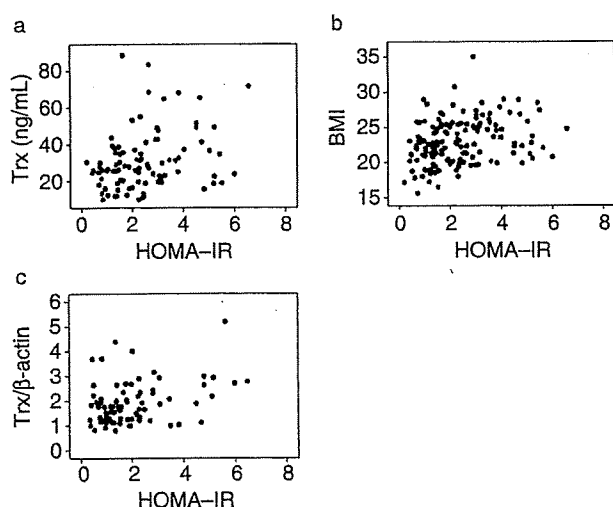 a
80
60
40
20
Trx (ng/mL)
0 2 4 6 8
HOMA–IR
b
35
30
25
20
15
BMI
0 2 4 6 8
HOMA–IR
c
6
5
4
3
2
1
0
Trx/β-actin
0 2 4 6 8
HOMA–IR